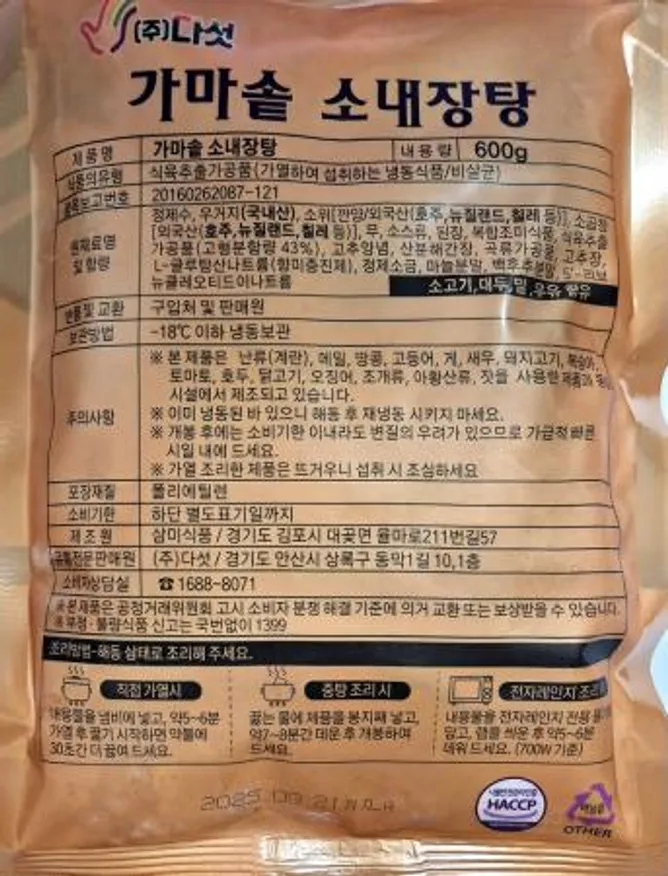 (주)다섯
가마솥 소내장탕
제품명 가마솥 소내장탕 내용량 600g
식품의유형 식육추출가공품(가열하여 섭취하는 냉동식품/비살균)
품목보고번호 20160262087-121
원재료명 및 함량 정제수, 우거지(국내산), 소위[깐양/외국산(호주,뉴질랜드,칠레 등)], 소곱창
[외국산(호주,뉴질랜드,칠레 등)], 무, 소스류, 된장, 복합조미식품, 식육추출
가공품(고형분함량 43%), 고추양념, 산분해간장, 곡류가공품, 고추장,
L-글루탐산나트륨(향미증진제), 정제소금, 마늘분말, 백후추분말, 5'-리보
뉴클레오티드이나트륨
소고기,대두,밀,우유 함유
반품및 교환 구입처 및 판매원
보관방법 -18℃ 이하 냉동보관
주의사항 ※ 본 제품은 난류(계란), 메밀, 땅콩, 고등어, 게, 새우, 돼지고기, 복숭아,
토마토, 호두, 닭고기, 오징어, 조개류, 아황산류, 잣을 사용한 제품과
시설에서 제조되고 있습니다.
※ 이미 냉동된 바 있으니 해동 후 재냉동 시키지 마세요.
※ 개봉 후에는 소비기한 이내라도 변질의 우려가 있으므로 가급적 빠른
시일 내에 드세요.
※ 가열 조리한 제품은 뜨거우니 섭취 시 조심하세요
포장재질 폴리에틸렌
소비기한 하단 별도표기일까지
제조원 삼미식품 / 경기도 김포시 대곶면 율마로211번길57
유통전문판매원 (주)다섯 / 경기도 안산시 상록구 동막1길 10,1층
소비자상담실 ☎1688-8071
※ 본 제품은 공정거래위원회 고시 소비자 분쟁 해결 기준에 의거 교환 또는 보상받을 수 있습니다.
※ 부정·불량식품 신고는 국번없이 1399
조리방법-해동 상태로 조리해 주세요.
직접 가열시
내용물을 냄비에 넣고, 약5~6분
가열 후 끓기 시작하면 약불에
30초간 더 끓여 드세요.
중탕 조리 시
끓는 물에 제품을 봉지째 넣고,
약7~8분간 데운 후 개봉하여
드세요.
전자레인지 조리
내용물을 전자레인지 전용 용기에
담고, 랩을 씌운 후 약5~6분
데워 드세요. (700W 기준)
2025.09.21까지
HACCP
OTHER